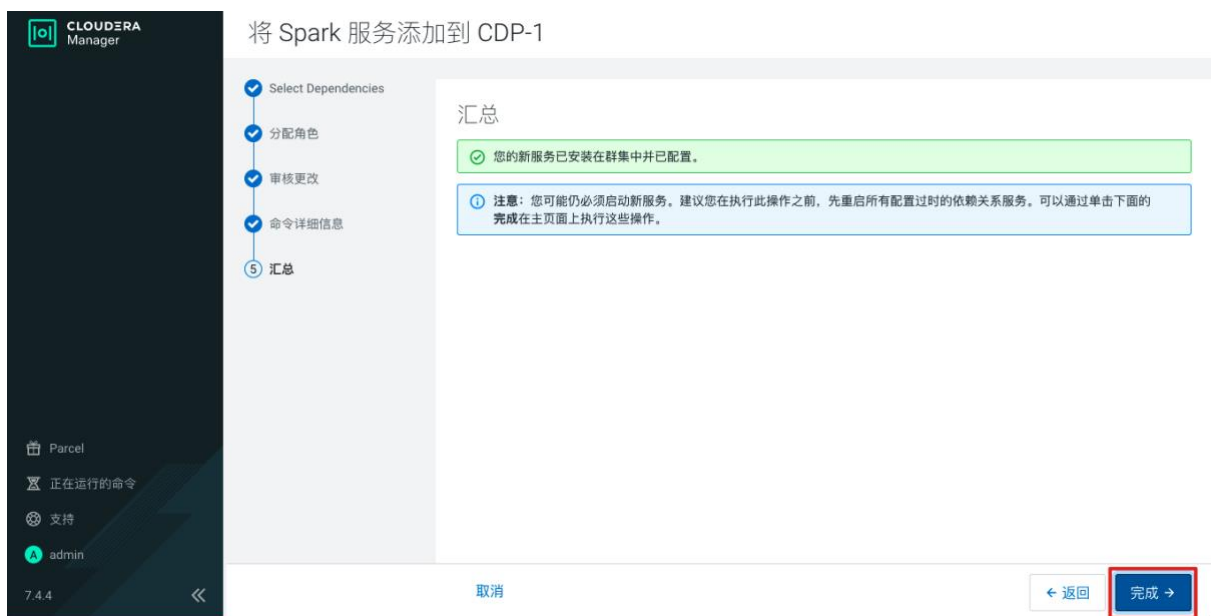 CLOUDERA
Manager
将 Spark 服务添加到 CDP-1
Select Dependencies
分配角色
审核更改
命令详细信息
5 汇总
汇总
您的新服务已安装在群集中并已配置。
注意：您可能仍必须启动新服务。建议您在执行此操作之前，先重启所有配置过时的依赖关系服务。可以通过单击下面的
完成在主页面上执行这些操作。
Parcel
正在运行的命令
支持
A admin
7.4.4
取消
← 返回
完成 →